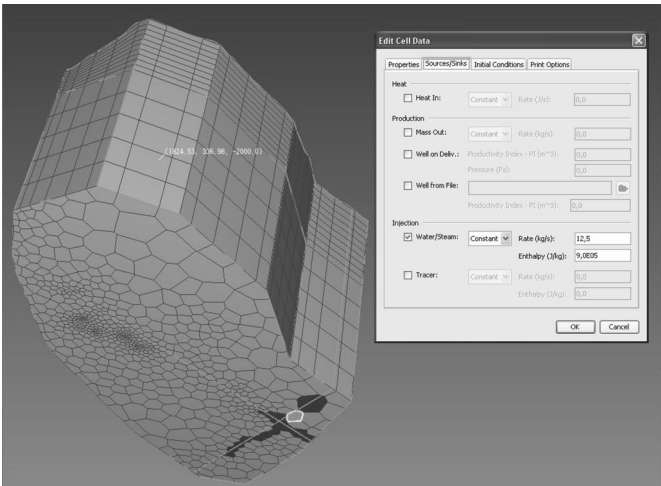 (1924.53, 336.98, -2000.0)
Edit Cell Data
Properties Sources/Sinks Initial Conditions Print Options
Heat
Heat In: Constant Rate (J/s): 0,0
Production
Mass Out: Constant Rate (kg/s): 0,0
Well on Deliv.: Productivity Index - PI (m^3): 0,0
Pressure (Pa): 0,0
Well from File:
Productivity Index - PI (m^3): 0,0
Injection
Water/Steam: Constant Rate (kg/s): 12,5
Enthalpy (J/kg): 9,0E05
Tracer: Constant Rate (kg/s): 0,0
Enthalpy (J/kg): 0,0
OK Cancel